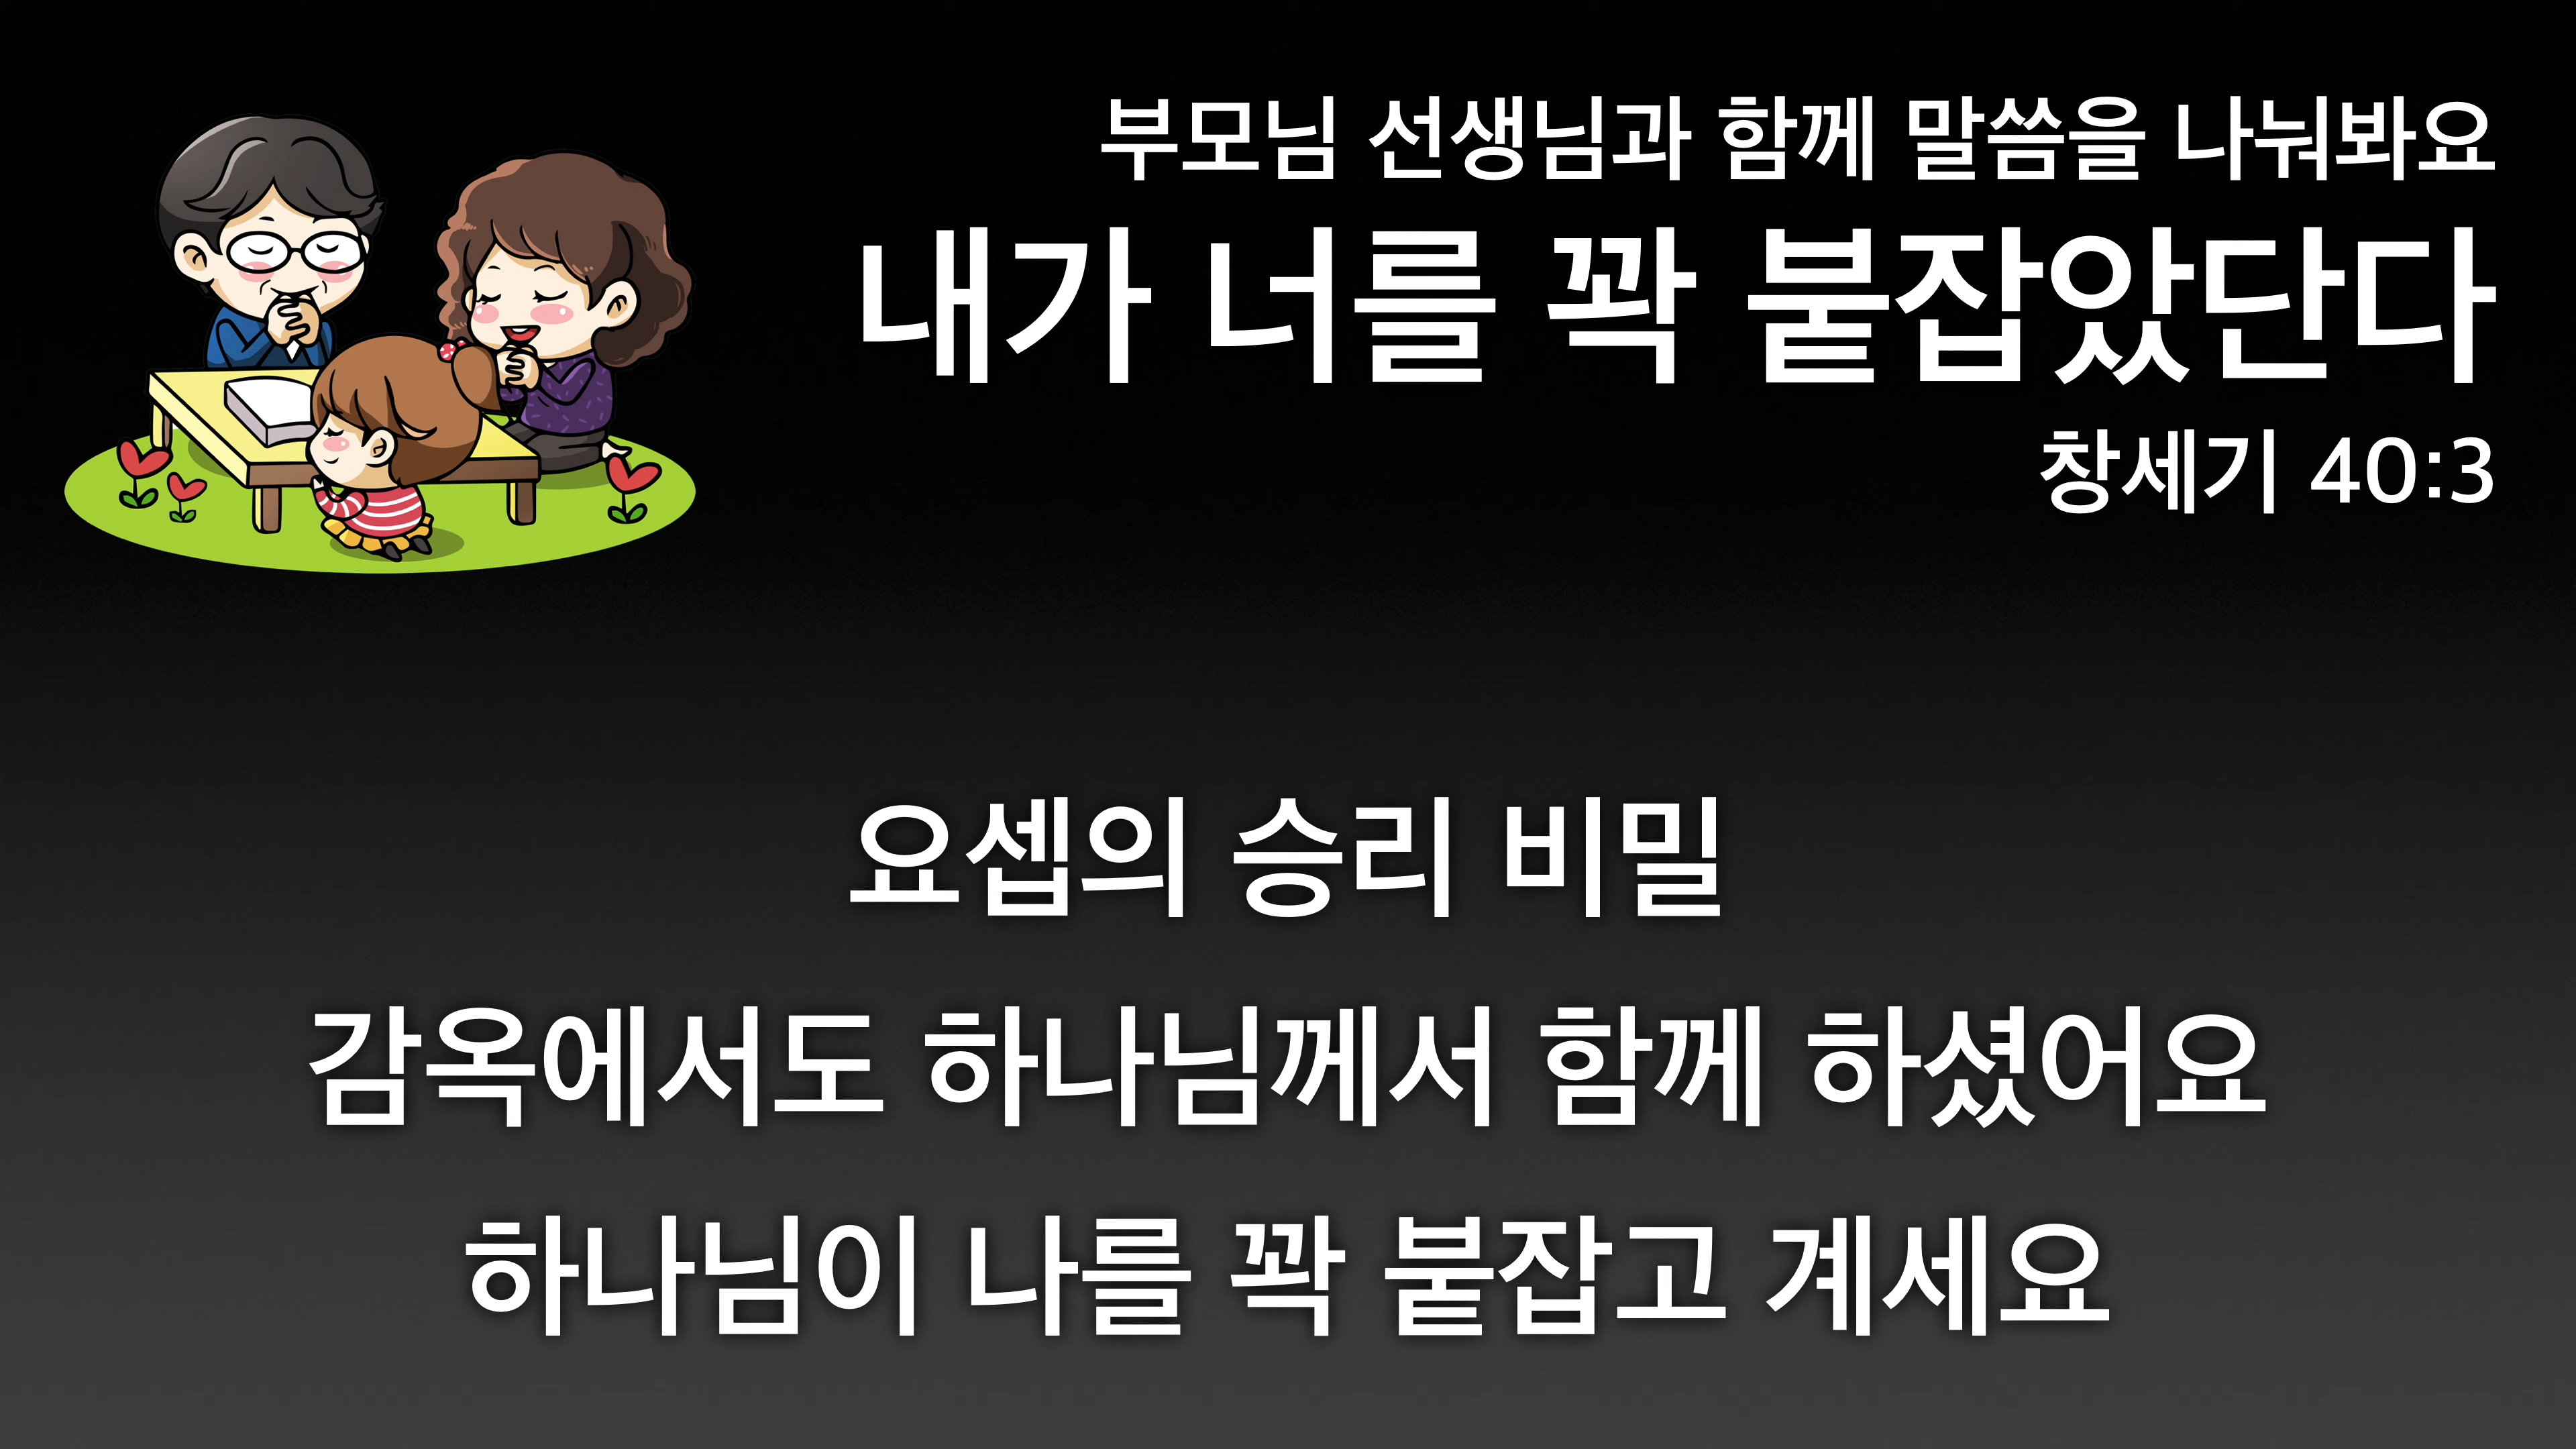 부모님 선생님과 함께 말씀을 나눠봐요
내가 너를 꽉 붙잡았단다
창세기 40:3
요셉의 승리 비밀
감옥에서도 하나님께서 함께 하셨어요
하나님이 나를 꽉 붙잡고 계세요